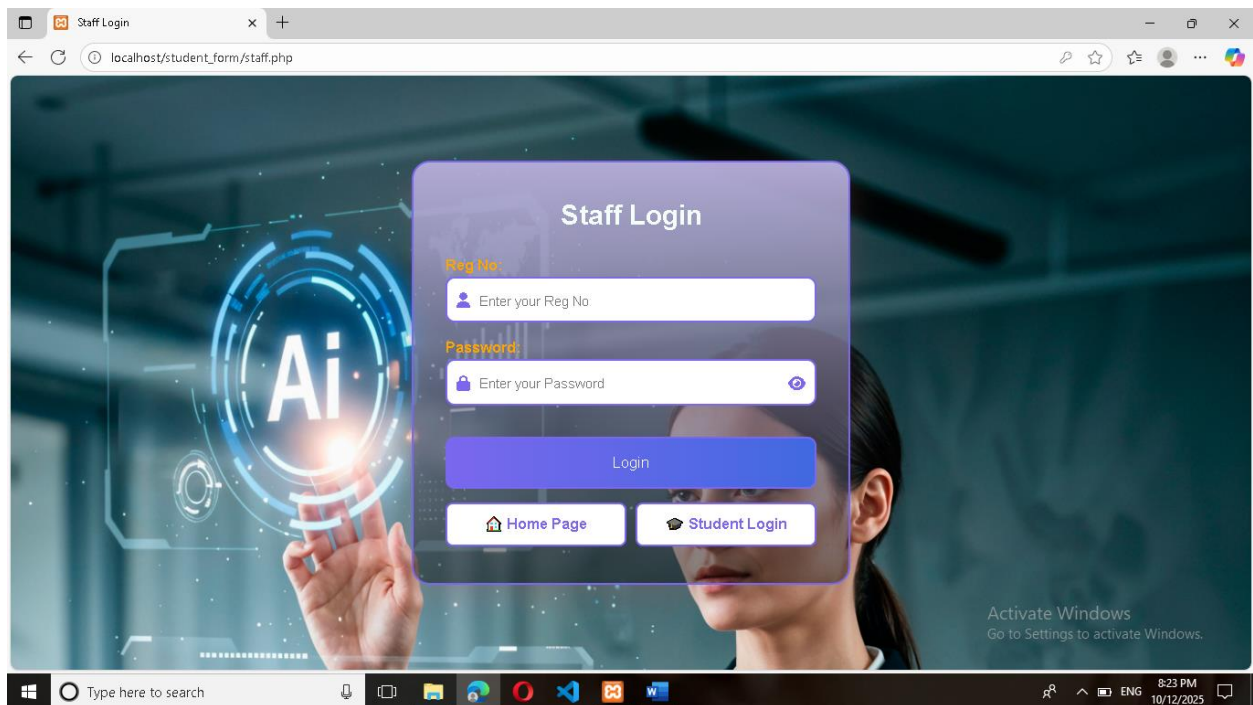 Staff Login
localhost/student_form/staff.php
Ai
Staff Login
Reg No:
Enter your Reg No
Password:
Enter your Password
Login
Home Page
Student Login
Activate Windows
Go to Settings to activate Windows.
Type here to search
ENG
8:23 PM
10/12/2025